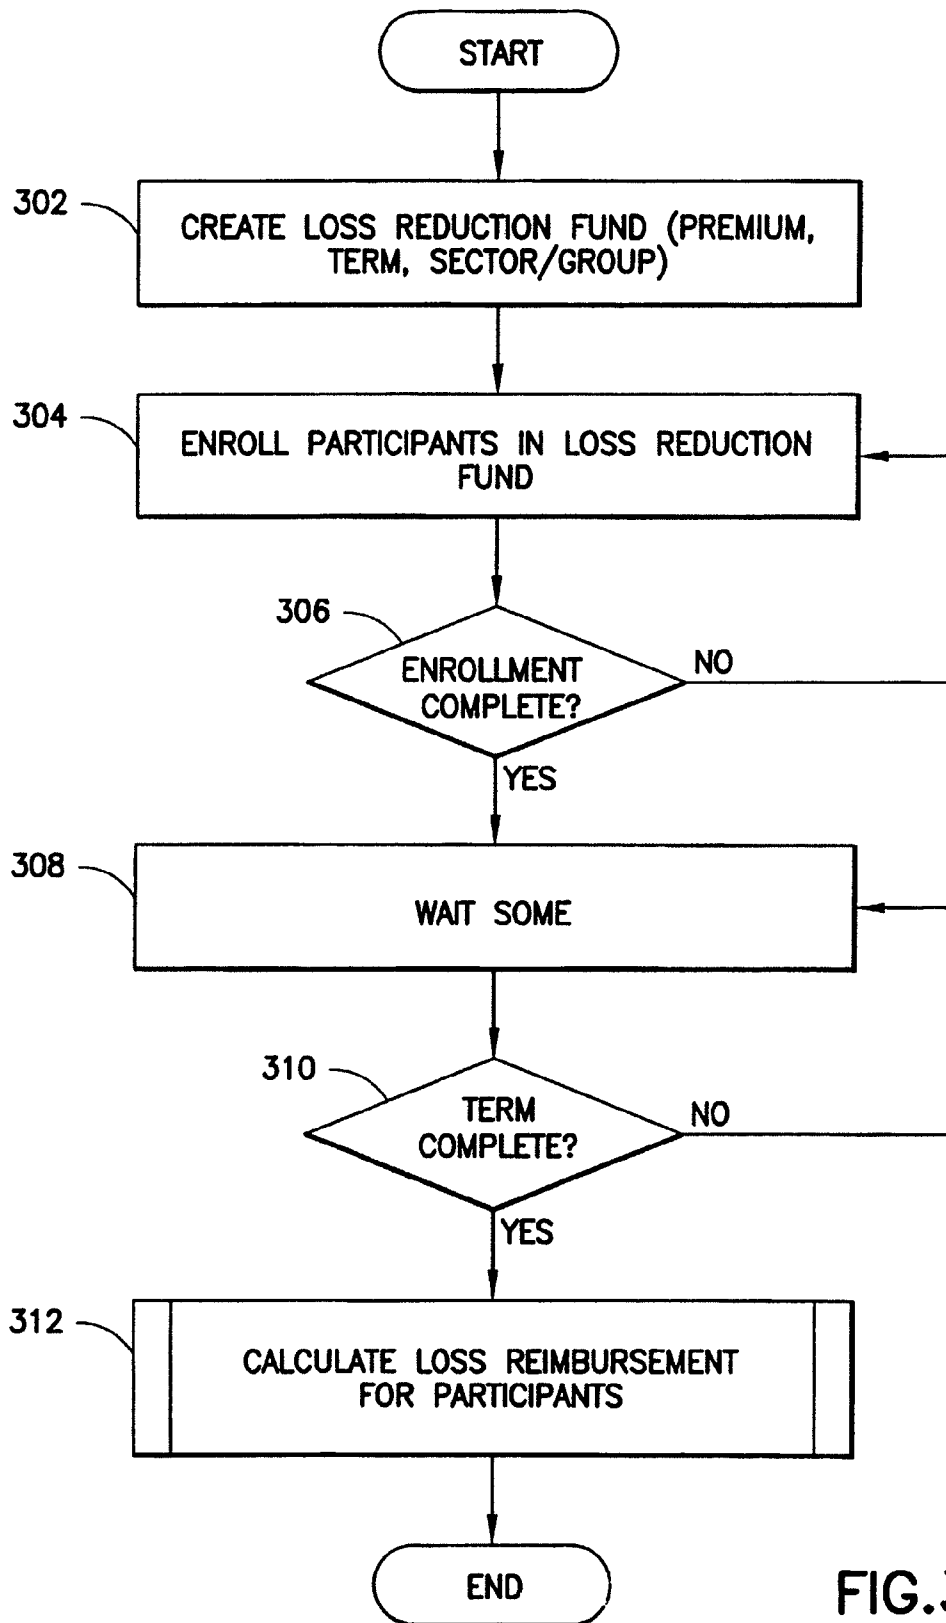 START
302
CREATE LOSS REDUCTION FUND (PREMIUM,
TERM, SECTOR/GROUP)
304
ENROLL PARTICIPANTS IN LOSS REDUCTION
FUND
306
ENROLLMENT
COMPLETE?
NO
YES
308
WAIT SOME
310
TERM
COMPLETE?
NO
YES
312
CALCULATE LOSS REIMBURSEMENT
FOR PARTICIPANTS
END
FIG.